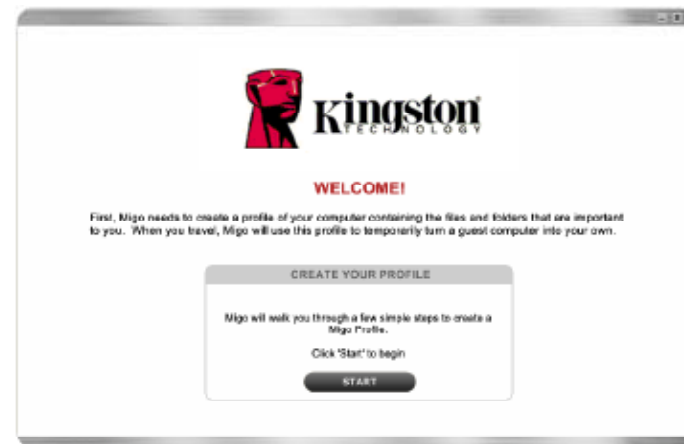 Kingston
TECHNOLOGY
WELCOME!
First, Migo needs to create a profile of your computer containing the files and folders that are important
to you. When you travel, Migo will use this profile to temporarily turn a guest computer into your own.
CREATE YOUR PROFILE
Migo will walk you through a few simple steps to create a
Migo Profile.
Click 'Start' to begin
START